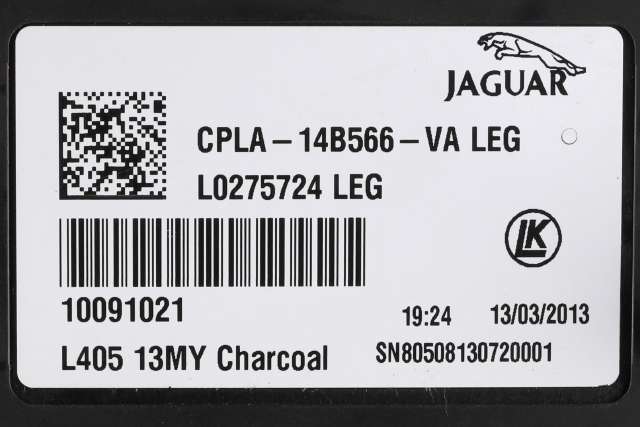 JAGUAR
CPLA-14B566-VA LEG
L0275724 LEG
LK
10091021
19:24 13/03/2013
L405 13MY Charcoal
SN80508130720001